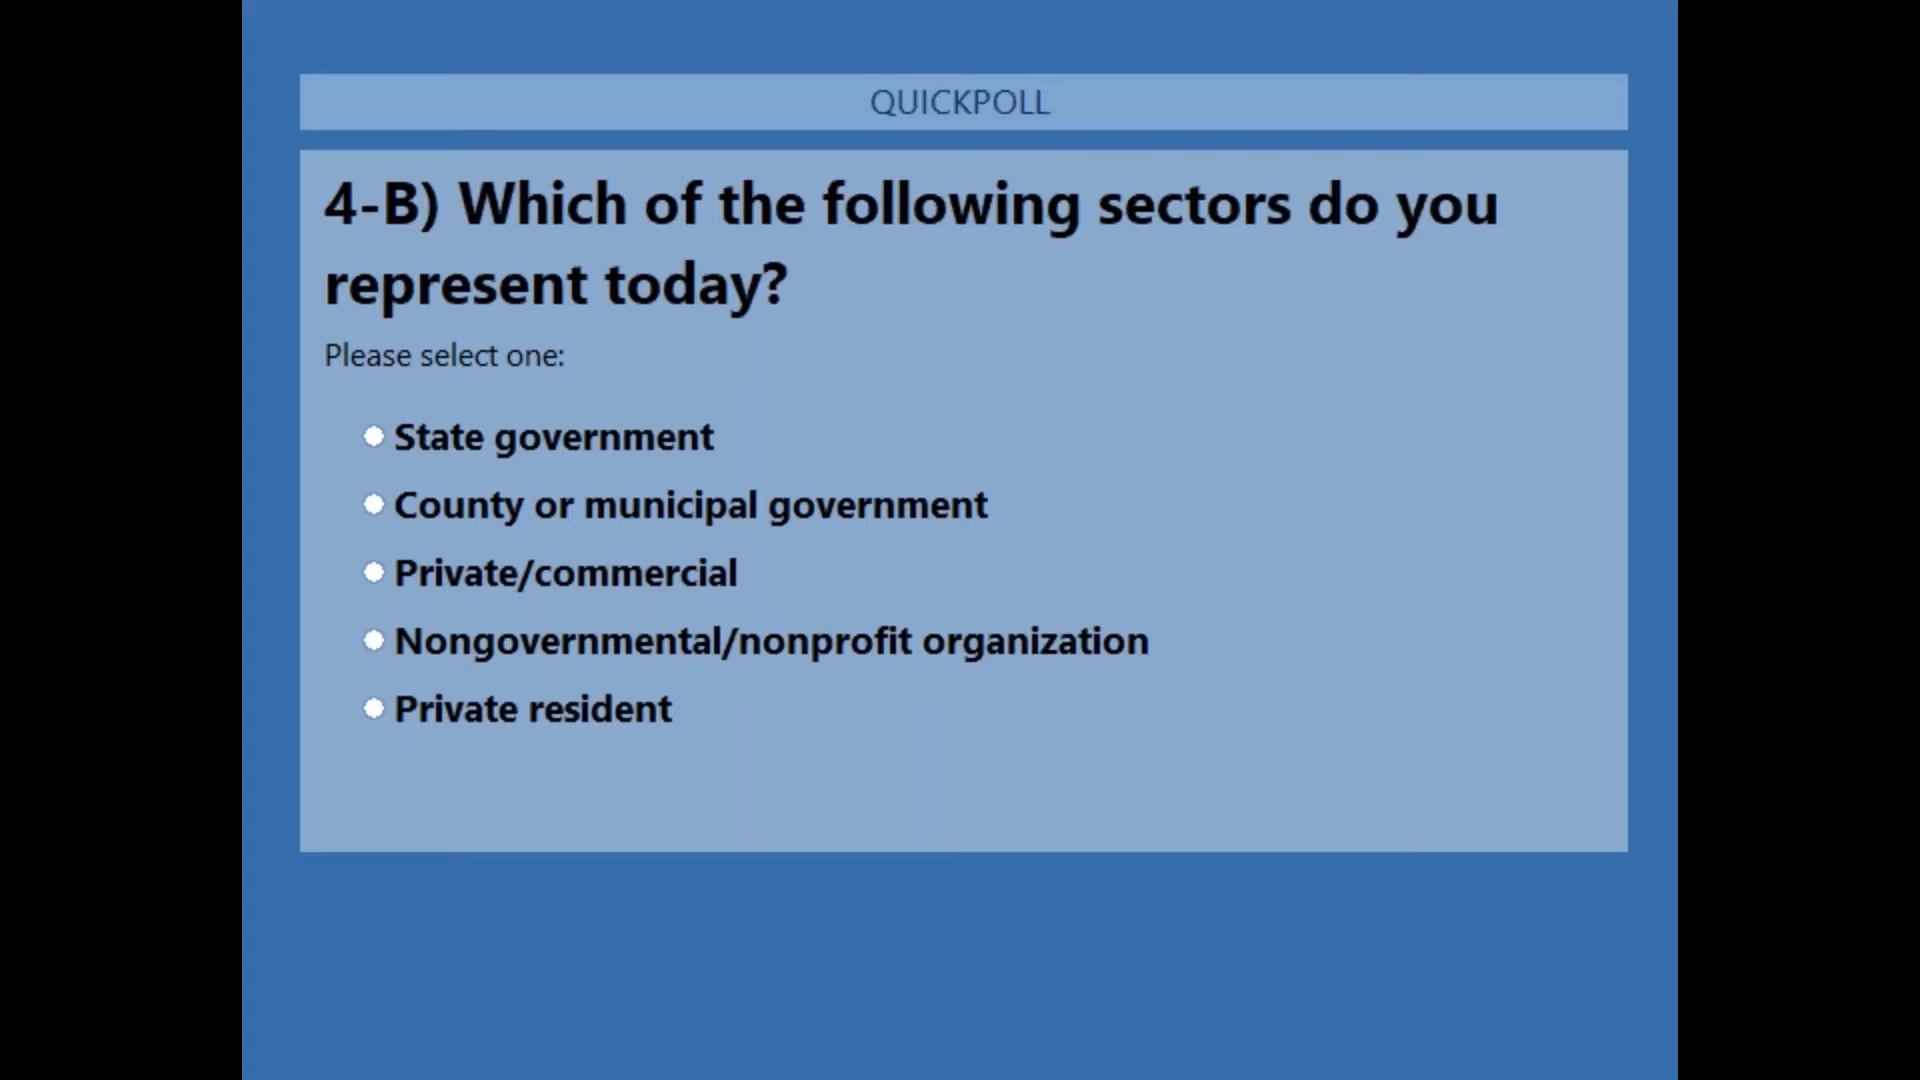 QUICKPOLL
4-B) Which of the following sectors do you
represent today?
Please select one:
State government
County or municipal government
Private/commercial
Nongovernmental/nonprofit organization
Private resident